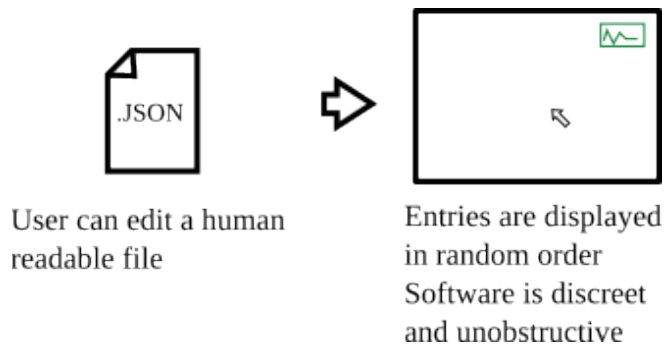 .JSON
User can edit a human
readable file
Entries are displayed
in random order
Software is discreet
and unobstructive